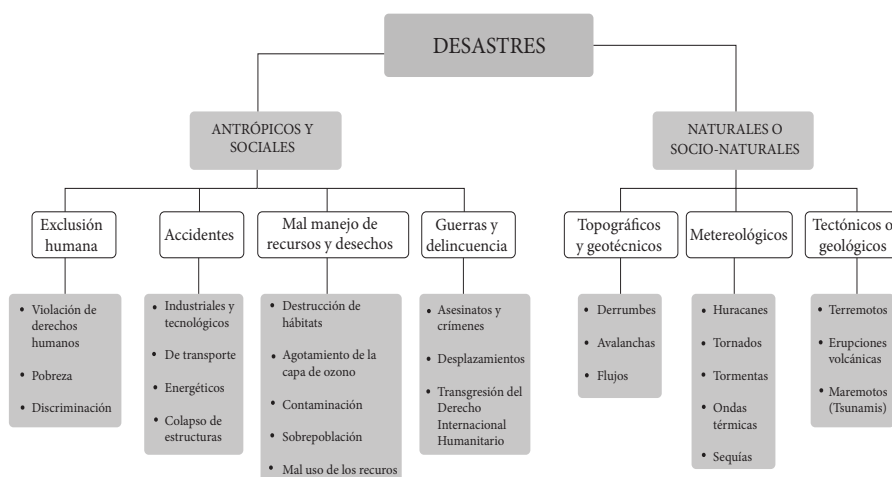 DESASTRES
ANTRÓPICOS Y
SOCIALES
NATURALES O
SOCIO-NATURALES
Exclusión
humana
Accidentes
Mal manejo de
recursos y desechos
Guerras y
delincuencia
Topográficos
y geotécnicos
Metereológicos
Tectónicos o
geológicos
• Violación de
derechos
humanos
• Pobreza
• Discriminación
• Industriales y
tecnológicos
• De transporte
• Energéticos
• Colapso de
estructuras
• Destrucción de
hábitats
• Agotamiento de la
capa de ozono
• Contaminación
• Sobrepoblación
• Mal uso de los recuros
• Asesinatos y
crímenes
• Desplazamientos
• Transgresión del
Derecho
Internacional
Humanitario
• Derrumbes
• Avalanchas
• Flujos
• Huracanes
• Tornados
• Tormentas
• Ondas
térmicas
• Sequías
• Terremotos
• Erupciones
volcánicas
• Maremotos
(Tsunamis)